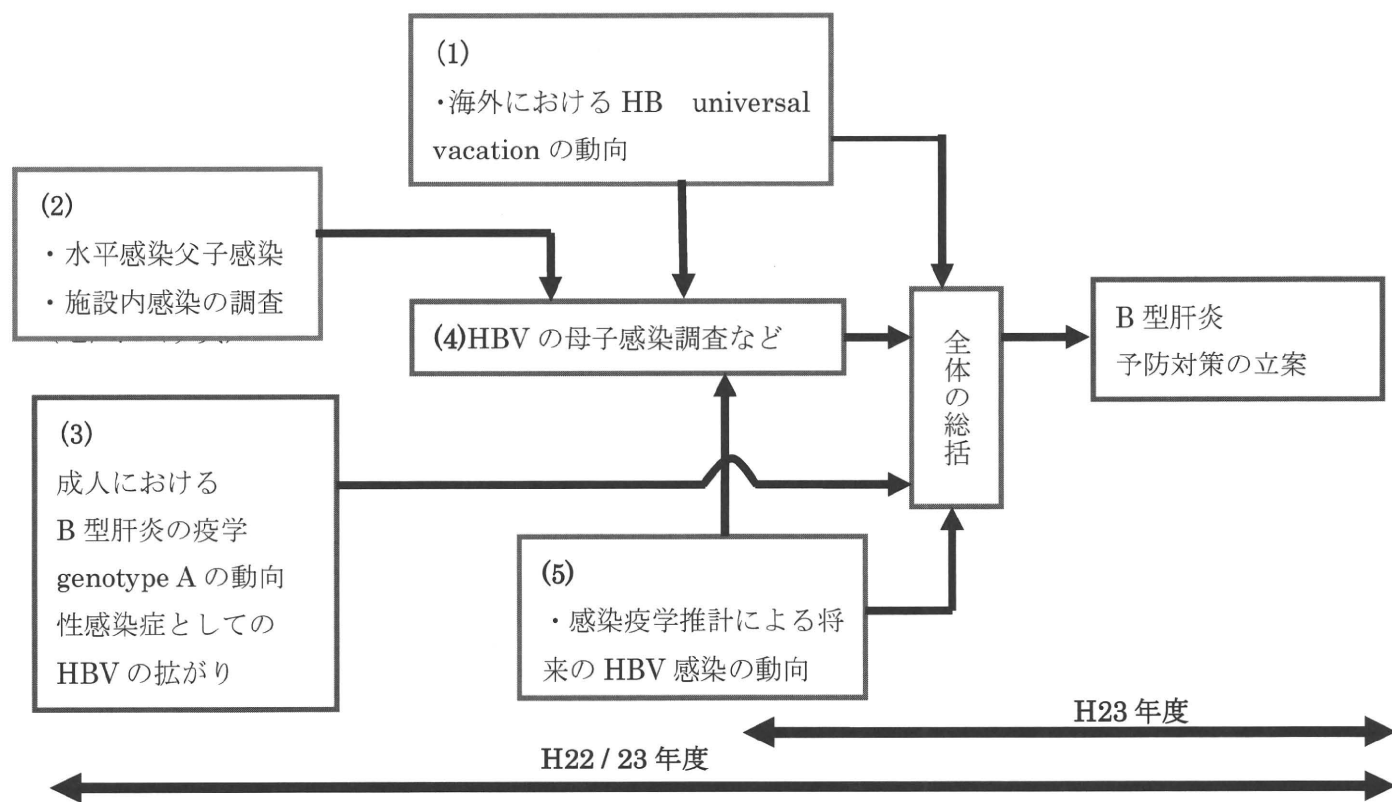 (1)
・海外における HB universal
vacation の動向
(2)
・水平感染父子感染
・施設内感染の調査
(4)HBV の母子感染調査など
全体の総括
B 型肝炎
予防対策の立案
(3)
成人における
B 型肝炎の疫学
genotype A の動向
性感染症としての
HBV の拡がり
(5)
・感染疫学推計による将
来の HBV 感染の動向
H23 年度
H22 / 23 年度